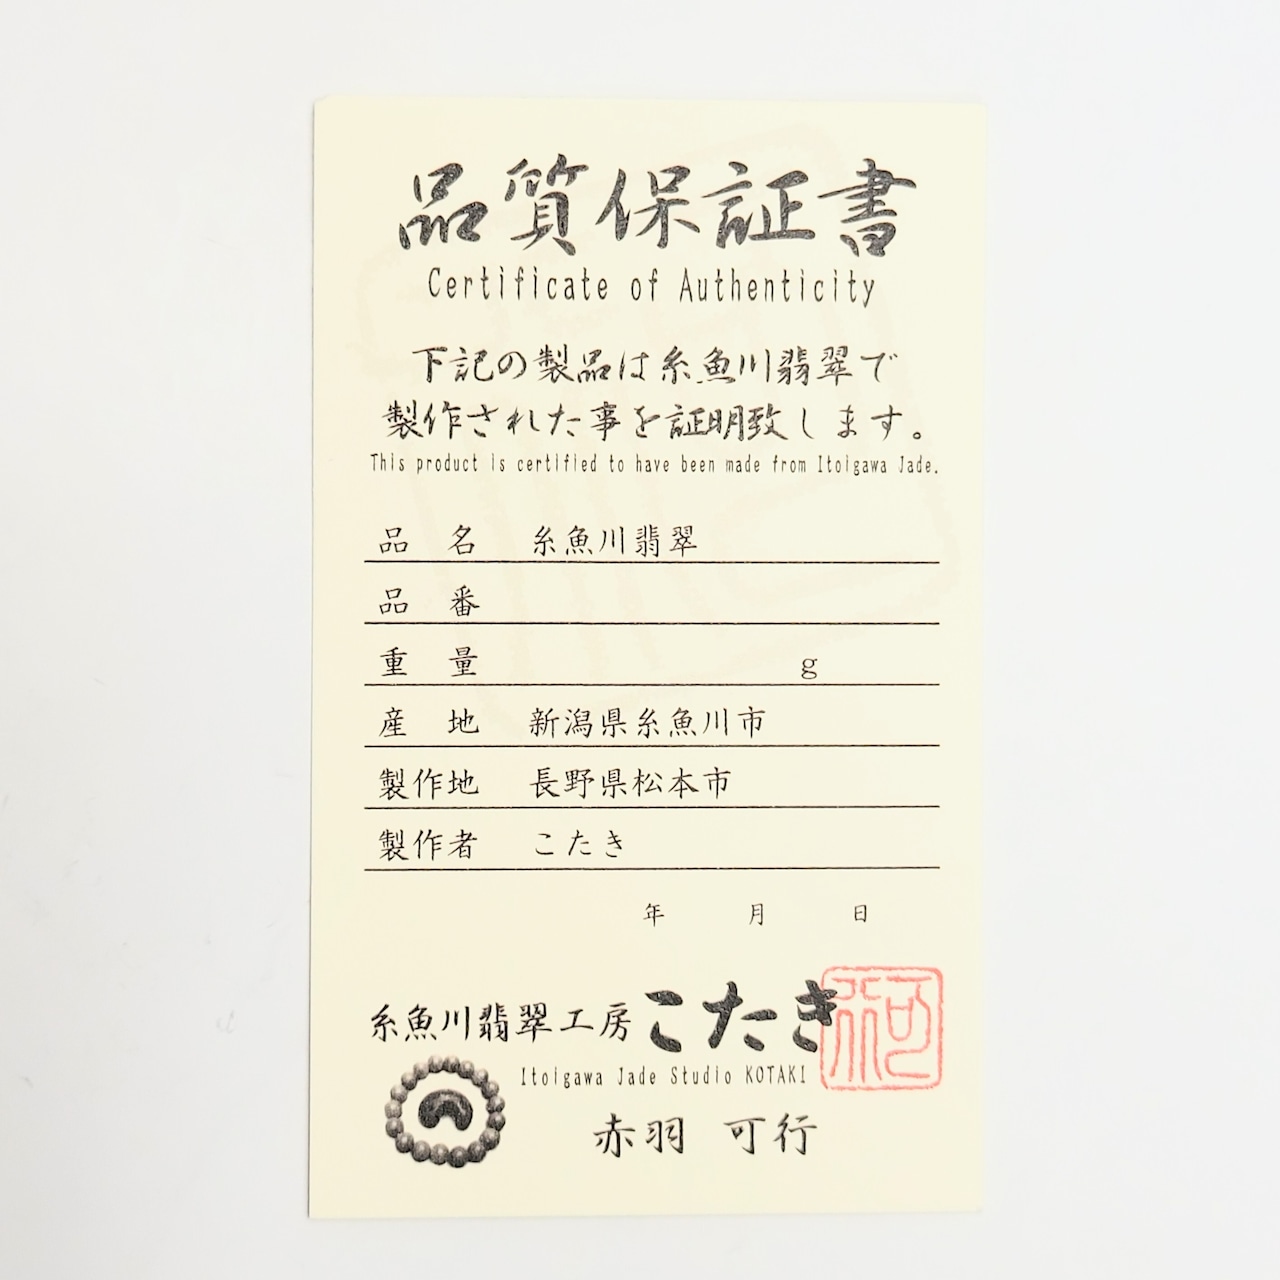 品質保証書
Certificate of Authenticity
下記の製品は糸魚川翡翠で
製作された事を証明致します。
This product is certified to have been made from Itoigawa Jade.
品 名 糸魚川翡翠
品 番
重 量 g
産 地 新潟県糸魚川市
製作地 長野県松本市
製作者 こたき
年 月 日
糸魚川翡翠工房 こたき
Itoigawa Jade Studio KOTAKI
赤羽 可行